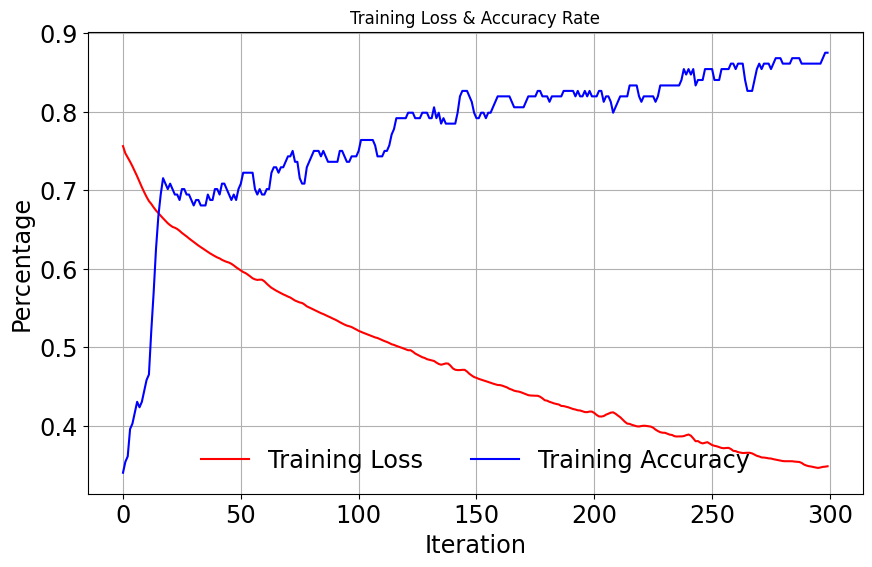 Training Loss & Accuracy Rate
0.9
0.8
0.7
0.6
0.5
0.4
Percentage
Training Loss
Training Accuracy
0 50 100 150 200 250 300
Iteration